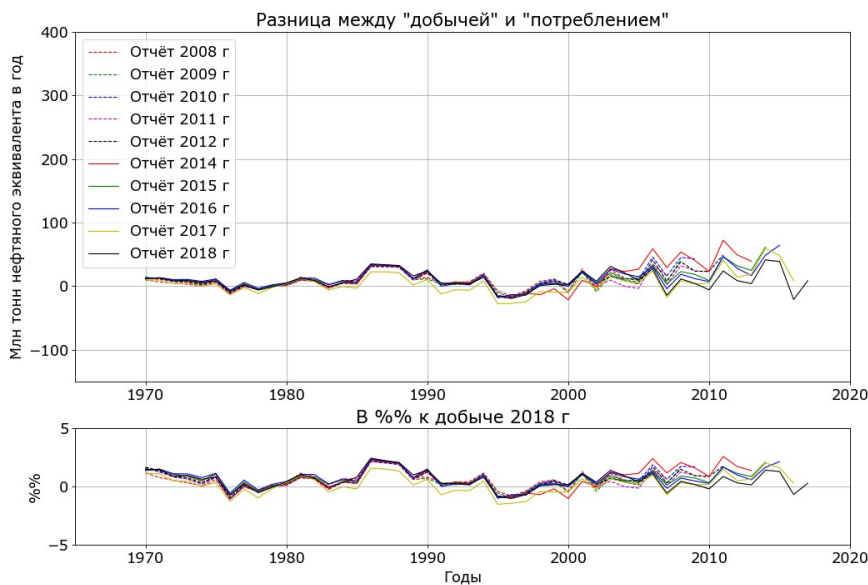 Разница между "добычей" и "потреблением"
Млн тонн нефтяного эквивалента в год
400
300
200
100
0
−100
Отчёт 2008 г
Отчёт 2009 г
Отчёт 2010 г
Отчёт 2011 г
Отчёт 2012 г
Отчёт 2014 г
Отчёт 2015 г
Отчёт 2016 г
Отчёт 2017 г
Отчёт 2018 г
1970 1980 1990 2000 2010 2020
В %% к добыче 2018 г
%%
5
0
−5
1970 1980 1990 2000 2010 2020
Годы